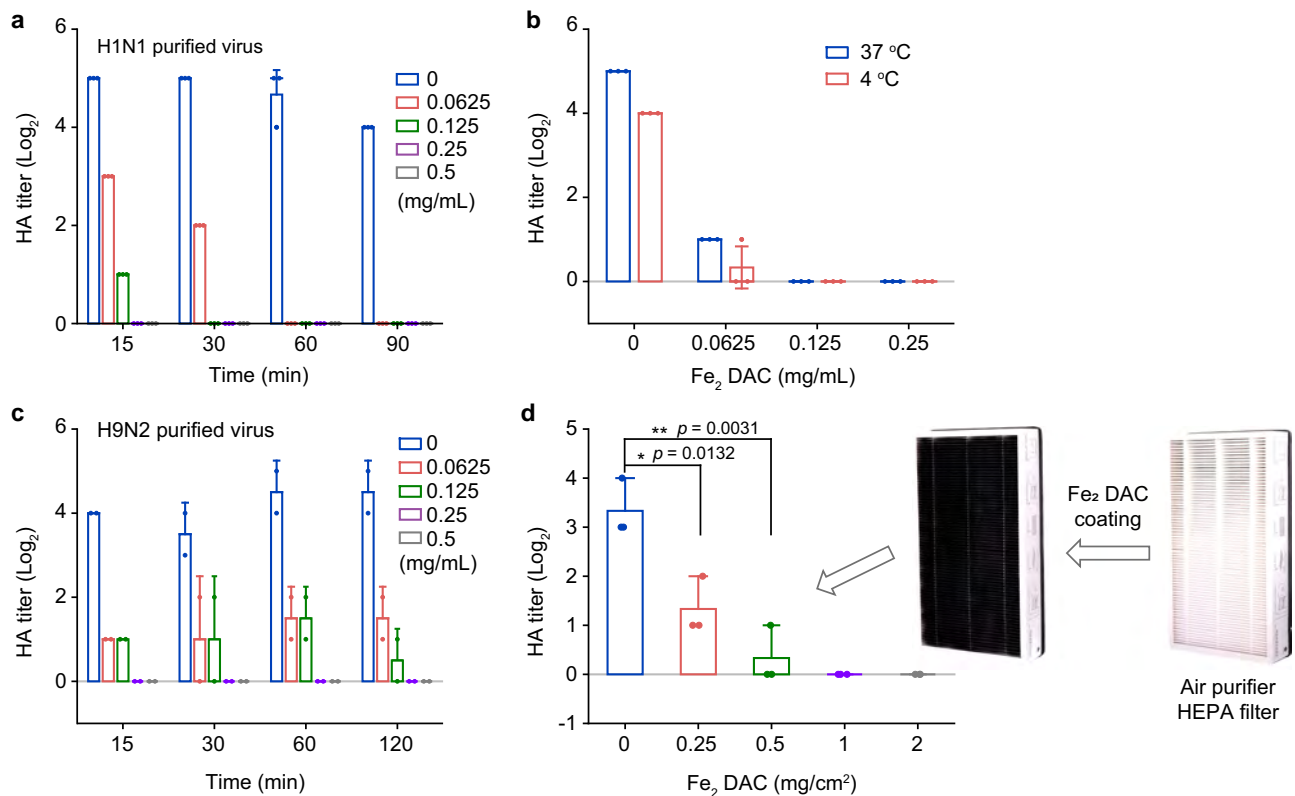 a
H1N1 purified virus
HA titer (Log₂)
6
4
2
0
15
30
60
90
Time (min)
0
0.0625
0.125
0.25
0.5
(mg/mL)
b
HA titer (Log₂)
6
4
2
0
0
0.0625
0.125
0.25
Fe₂ DAC (mg/mL)
37 °C
4 °C
c
H9N2 purified virus
HA titer (Log₂)
6
4
2
0
15
30
60
120
Time (min)
0
0.0625
0.125
0.25
0.5
(mg/mL)
d
HA titer (Log₂)
5
4
3
2
1
0
-1
** p = 0.0031
* p = 0.0132
0
0.25
0.5
1
2
Fe₂ DAC (mg/cm²)
Fe₂ DAC
coating
Air purifier
HEPA filter